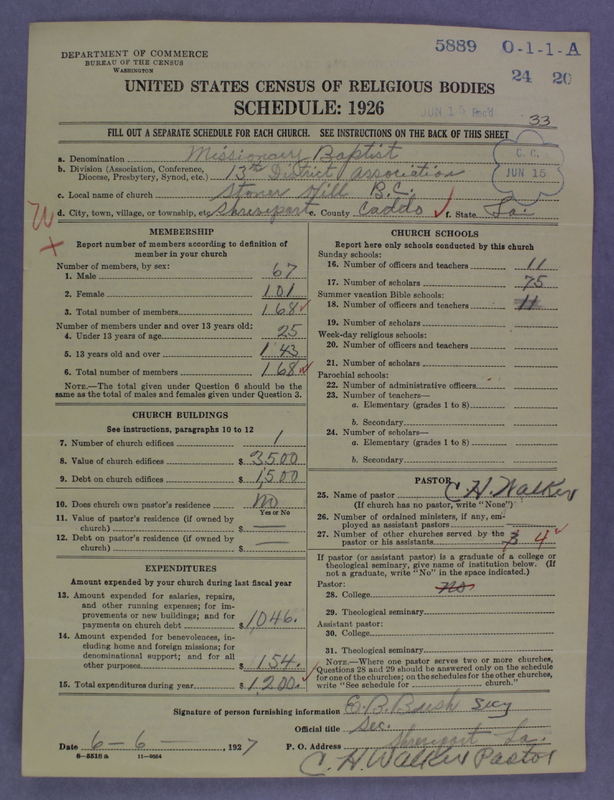 DEPARTMENT OF COMMERCE
BUREAU OF THE CENSUS
WASHINGTON
5889 O-1-1-A
24 20
UNITED STATES CENSUS OF RELIGIOUS BODIES
SCHEDULE: 1926
JUN 15 Rec'd
33
FILL OUT A SEPARATE SCHEDULE FOR EACH CHURCH. SEE INSTRUCTIONS ON THE BACK OF THIS SHEET
C. C.
JUN 15
a. Denomination Missionary Baptist
b. Division (Association, Conference, Diocese, Presbytery, Synod, etc.) 13th District Association
c. Local name of church Stoner Hill B.C.
d. City, town, village, or township, etc. Shreveport e. County Caddo f. State La.
MEMBERSHIP
Report number of members according to definition of
member in your church
Number of members, by sex:
1. Male 67
2. Female 101
3. Total number of members 168
Number of members under and over 13 years old:
4. Under 13 years of age 25
5. 13 years old and over 143
6. Total number of members 168
NOTE.—The total given under Question 6 should be
same as the total of males and females given under Question 3.
CHURCH BUILDINGS
See instructions, paragraphs 10 to 12
7. Number of church edifices 1
8. Value of church edifices $3500
9. Debt on church edifices $1,500
10. Does church own pastor's residence No
Yes or No
11. Value of pastor's residence (if owned by
church) $ —
12. Debt on pastor's residence (if owned by
church) $ —
EXPENDITURES
Amount expended by your church during last fiscal year
13. Amount expended for salaries, repairs,
and other running expenses; for im-
provements or new buildings; and for
payments on church debt $1,046.
14. Amount expended for benevolences, in-
cluding home and foreign missions; for
denominational support; and for all
other purposes $154.
15. Total expenditures during year $1,200.
CHURCH SCHOOLS
Report here only schools conducted by this church
Sunday schools:
16. Number of officers and teachers 11
17. Number of scholars 75
Summer vacation Bible schools:
18. Number of officers and teachers 11
19. Number of scholars
Week-day religious schools:
20. Number of officers and teachers
21. Number of scholars
Parochial schools:
22. Number of administrative officers
23. Number of teachers—
a. Elementary (grades 1 to 8)
b. Secondary
24. Number of scholars—
a. Elementary (grades 1 to 8)
b. Secondary
PASTOR
25. Name of pastor C. H. Walker
(If church has no pastor, write "None")
26. Number of ordained ministers, if any, em-
ployed as assistant pastors
27. Number of other churches served by the
pastor or his assistants 3 4
If pastor (or assistant pastor) is a graduate of a college or
theological seminary, give name of institution below. (If
not a graduate, write "No" in the space indicated.)
Pastor:
28. College No
29. Theological seminary
Assistant pastor:
30. College
31. Theological seminary
NOTE.—Where one pastor serves two or more churches,
Questions 28 and 29 should be answered only on the schedule
for one of the churches; on the schedules for the other churches,
write "See schedule for church."
Signature of person furnishing information E. B. Bush Secy
Official title Sec.
Date 6-6-, 1927 P. O. Address Shreveport La.
8-5516 a 11-9054
C. H. Walker Pastor